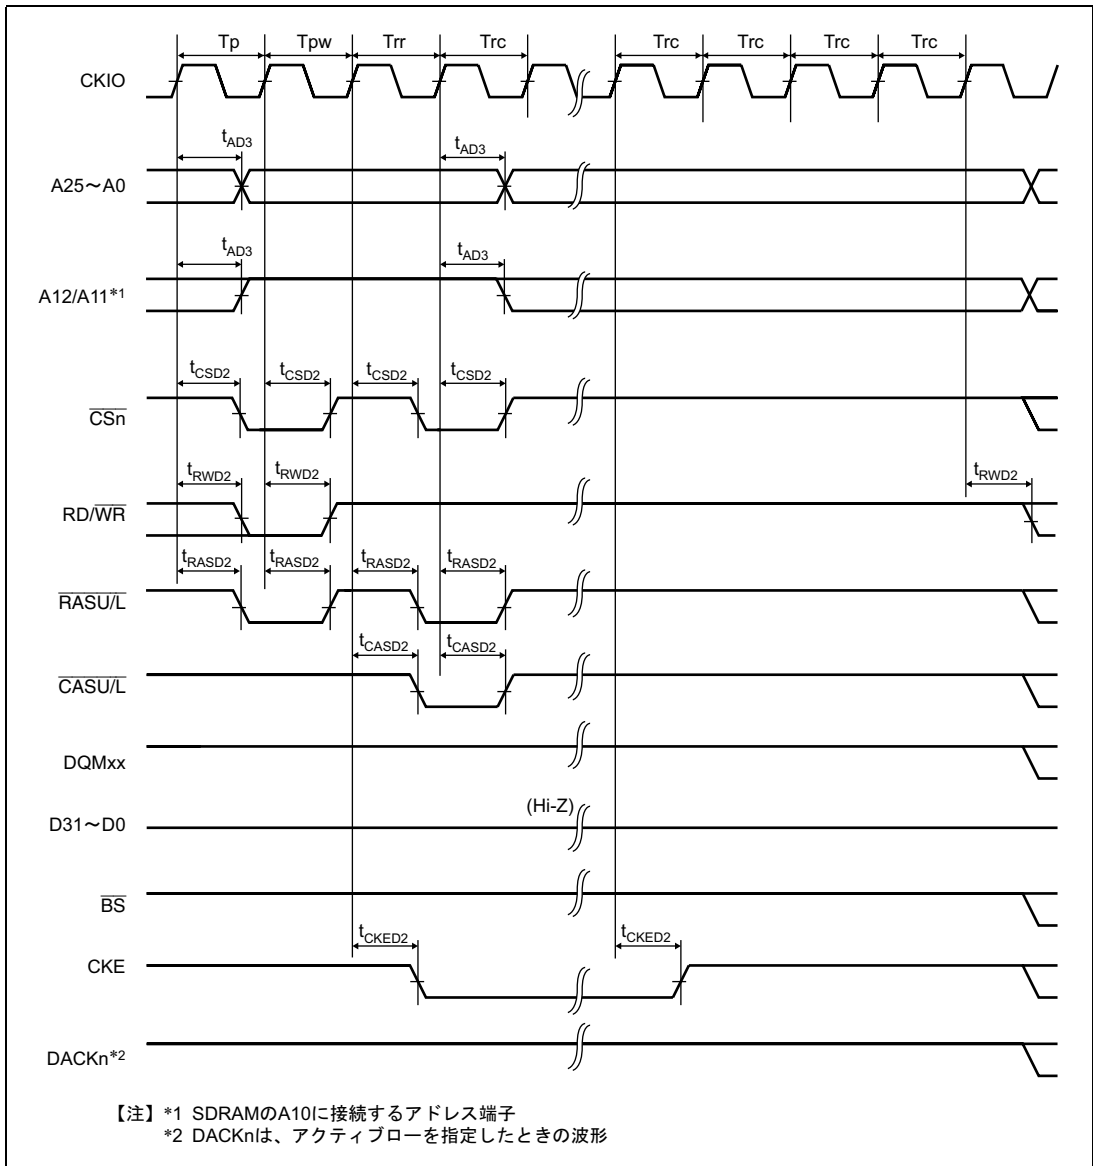 Tp Tpw Trr Trc Trc Trc Trc Trc
CKIO
tAD3 tAD3
A25～A0
tAD3 tAD3
A12/A11*1
tCSD2 tCSD2 tCSD2 tCSD2
CSn
tRWD2 tRWD2 tRWD2
RD/WR
tRASD2 tRASD2 tRASD2 tRASD2
RASU/L
tCASD2 tCASD2
CASU/L
DQMxx
(Hi-Z)
D31～D0
BS
tCKED2 tCKED2
CKE
DACKn*2
【注】*1 SDRAMのA10に接続するアドレス端子
*2 DACKnは、アクティブローを指定したときの波形